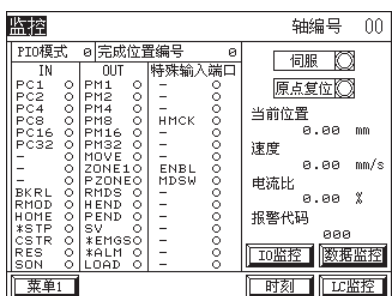 监控 轴编号 00
PIO模式 0 完成位置编号 0
IN OUT 特殊输入端口
PC1 PM1 –
PC2 PM2 –
PC4 PM4 –
PC8 PM8 HMCK
PC16 PM16 –
PC32 PM32 –
– MOVE –
– ZONE1 ENBL
– PZONE MDSW
BKRL RMDS –
RMOD HEND –
HOME PEND –
*STP SV –
CSTR *EMGS –
RES *ALM –
SON LOAD –
伺服
原点复位
当前位置
0.00 mm
速度
0.00 mm/s
电流比
0.00 %
报警代码
000
IO监控 数据监控
菜单1 时刻 LC监控